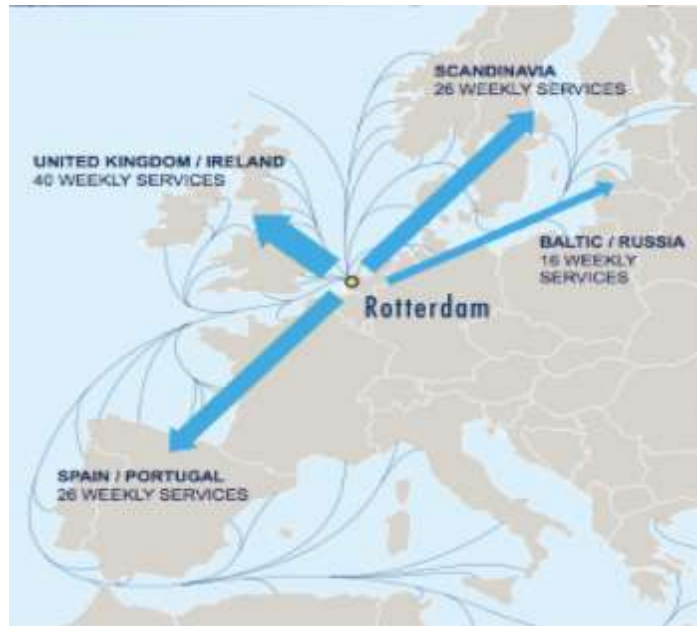 SCANDINAVIA
26 WEEKLY SERVICES
UNITED KINGDOM / IRELAND
40 WEEKLY SERVICES
BALTIC / RUSSIA
16 WEEKLY
SERVICES
Rotterdam
SPAIN / PORTUGAL
26 WEEKLY SERVICES